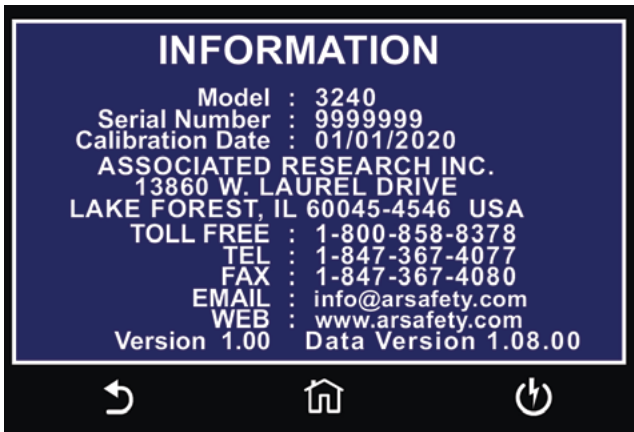 INFORMATION
Model : 3240
Serial Number : 9999999
Calibration Date : 01/01/2020
ASSOCIATED RESEARCH INC.
13860 W. LAUREL DRIVE
LAKE FOREST, IL 60045-4546 USA
TOLL FREE : 1-800-858-8378
TEL : 1-847-367-4077
FAX : 1-847-367-4080
EMAIL : info@arsafety.com
WEB : www.arsafety.com
Version 1.00 Data Version 1.08.00